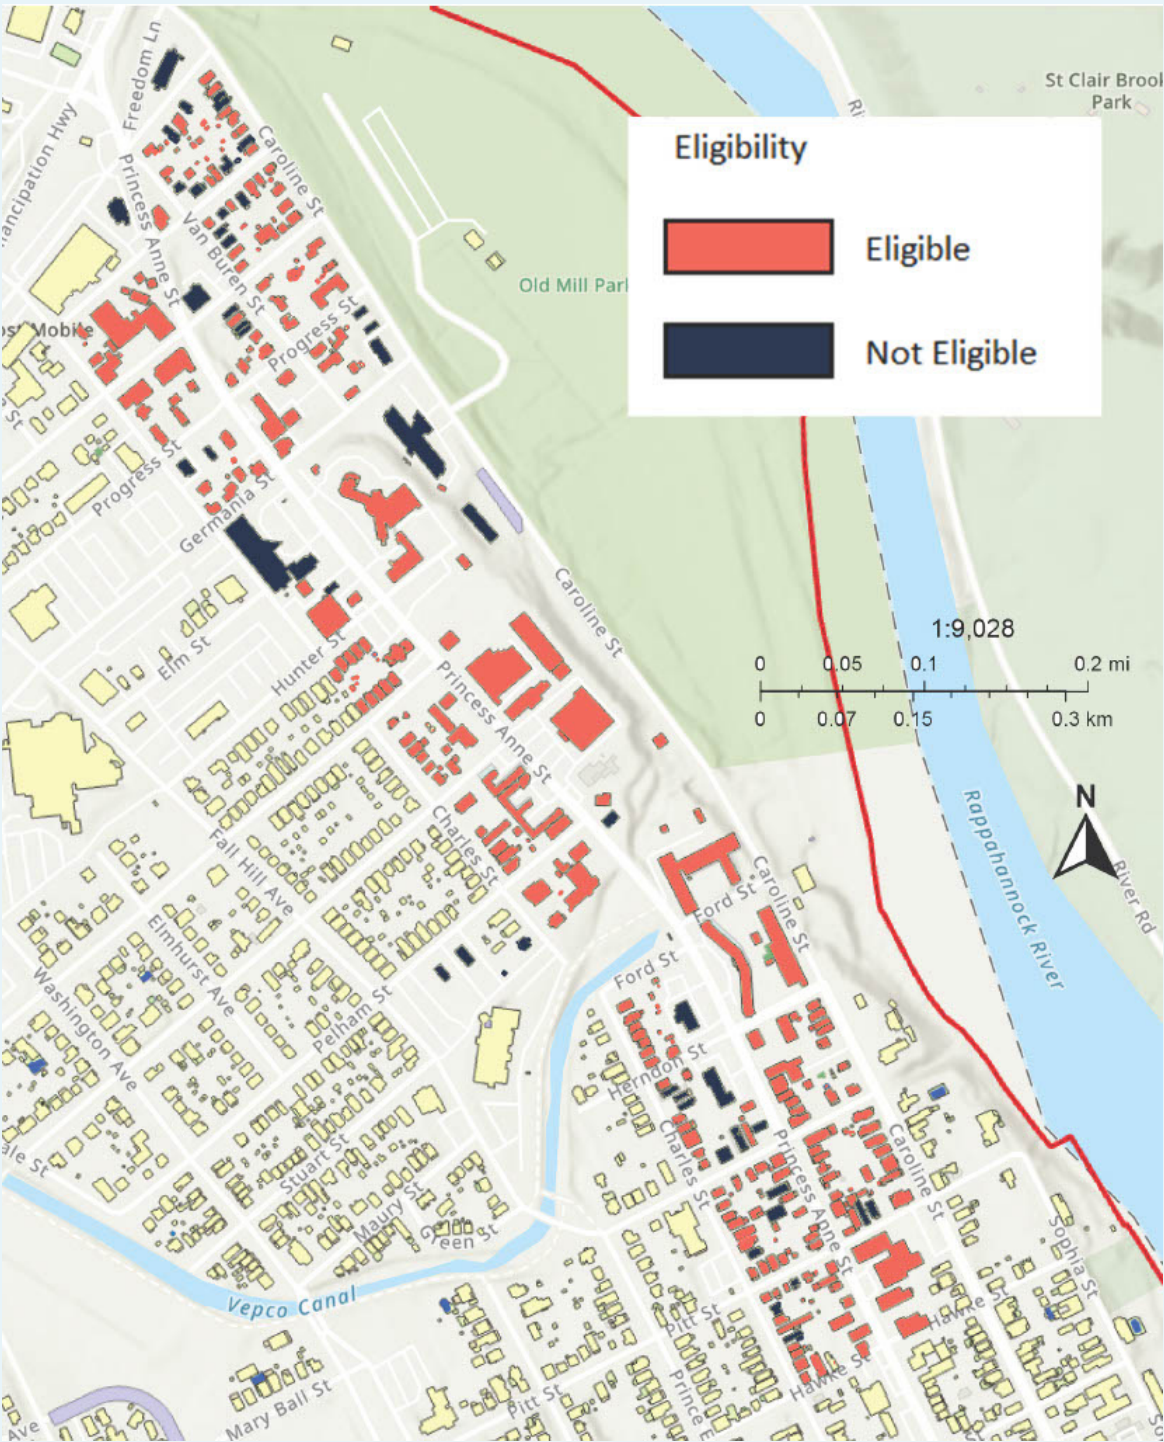 Freedom Ln
St Clair Brook
Park
Eligibility
Eligible
Not Eligible
Caroline St
Princess Anne St
Van Buren St
Old Mill Park
Mobile
Progress St
Progress St
Germania St
Caroline St
1:9,028
0 0.05 0.1 0.2 mi
0 0.07 0.15 0.3 km
Elm St
Hunter St
Princess Anne St
N
Rappahannock River
River Rd
Charles St
Fall Hill Ave
Caroline St
Ford St
Elmhurst Ave
Ford St
Washington Ave
Pelham St
Herndon St
Charles St
Princess Anne St
Caroline St
Stuart St
Maury St
Green St
Sophia St
Vepco Canal
Pitt St
Hawke St
Hawke St
Pitt St
Prince
Mary Ball St
Ave